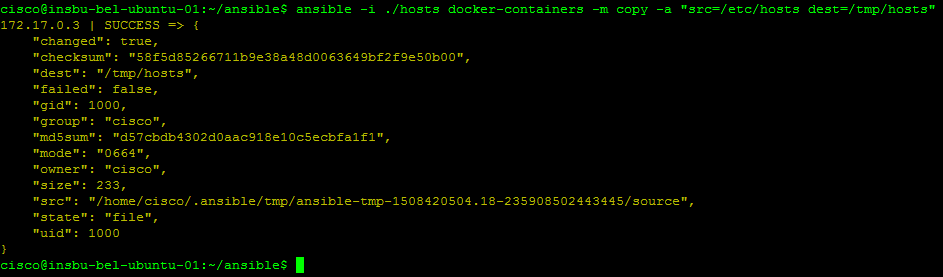 cisco@insbu-bel-ubuntu-01:~/ansible$ ansible -i ./hosts docker-containers -m copy -a "src=/etc/hosts dest=/tmp/hosts"
172.17.0.3 | SUCCESS => {
    "changed": true,
    "checksum": "58f5d85266711b9e38a48d0063649bf2f9e50b00",
    "dest": "/tmp/hosts",
    "failed": false,
    "gid": 1000,
    "group": "cisco",
    "md5sum": "d57cbdb4302d0aac918e10c5ecbfa1f1",
    "mode": "0664",
    "owner": "cisco",
    "size": 233,
    "src": "/home/cisco/.ansible/tmp/ansible-tmp-1508420504.18-235908502443445/source",
    "state": "file",
    "uid": 1000
}
cisco@insbu-bel-ubuntu-01:~/ansible$